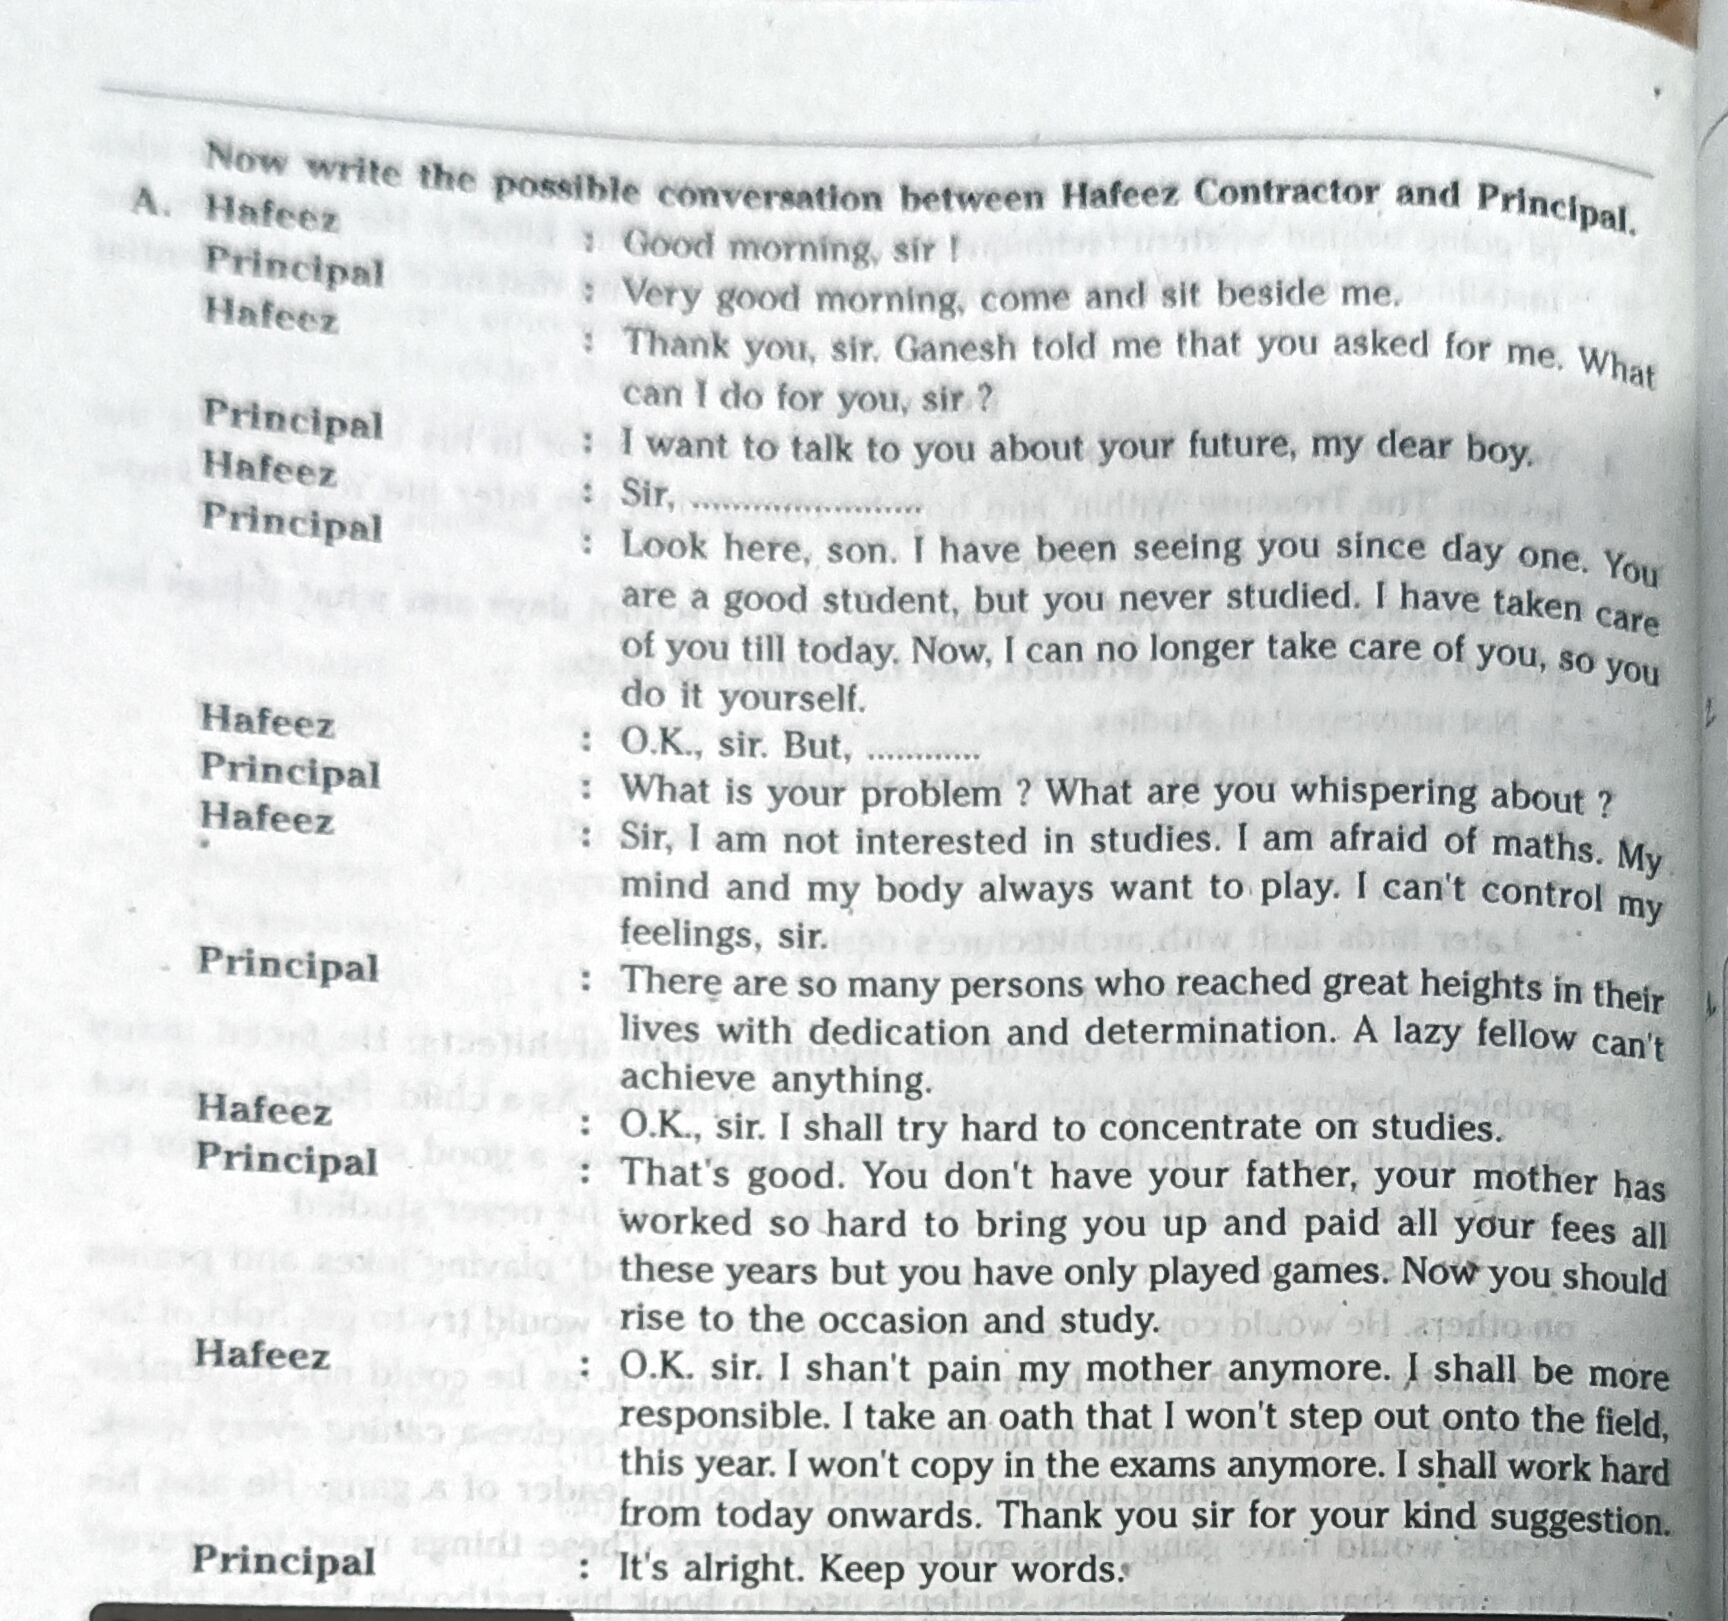 Now write the possible conversation between Hafeez Contractor and Principal.
A. Hafeez : Good morning, sir !
Principal : Very good morning, come and sit beside me.
Hafeez : Thank you, sir. Ganesh told me that you asked for me. What
can I do for you, sir ?
Principal : I want to talk to you about your future, my dear boy.
Hafeez : Sir, .......................
Principal : Look here, son. I have been seeing you since day one. You
are a good student, but you never studied. I have taken care
of you till today. Now, I can no longer take care of you, so you
do it yourself.
Hafeez : O.K., sir. But, ............
Principal : What is your problem ? What are you whispering about ?
Hafeez : Sir, I am not interested in studies. I am afraid of maths. My
mind and my body always want to play. I can't control my
feelings, sir.
Principal : There are so many persons who reached great heights in their
lives with dedication and determination. A lazy fellow can't
achieve anything.
Hafeez : O.K., sir. I shall try hard to concentrate on studies.
Principal : That's good. You don't have your father, your mother has
worked so hard to bring you up and paid all your fees all
these years but you have only played games. Now you should
rise to the occasion and study.
Hafeez : O.K. sir. I shan't pain my mother anymore. I shall be more
responsible. I take an oath that I won't step out onto the field,
this year. I won't copy in the exams anymore. I shall work hard
from today onwards. Thank you sir for your kind suggestion.
Principal : It's alright. Keep your words.